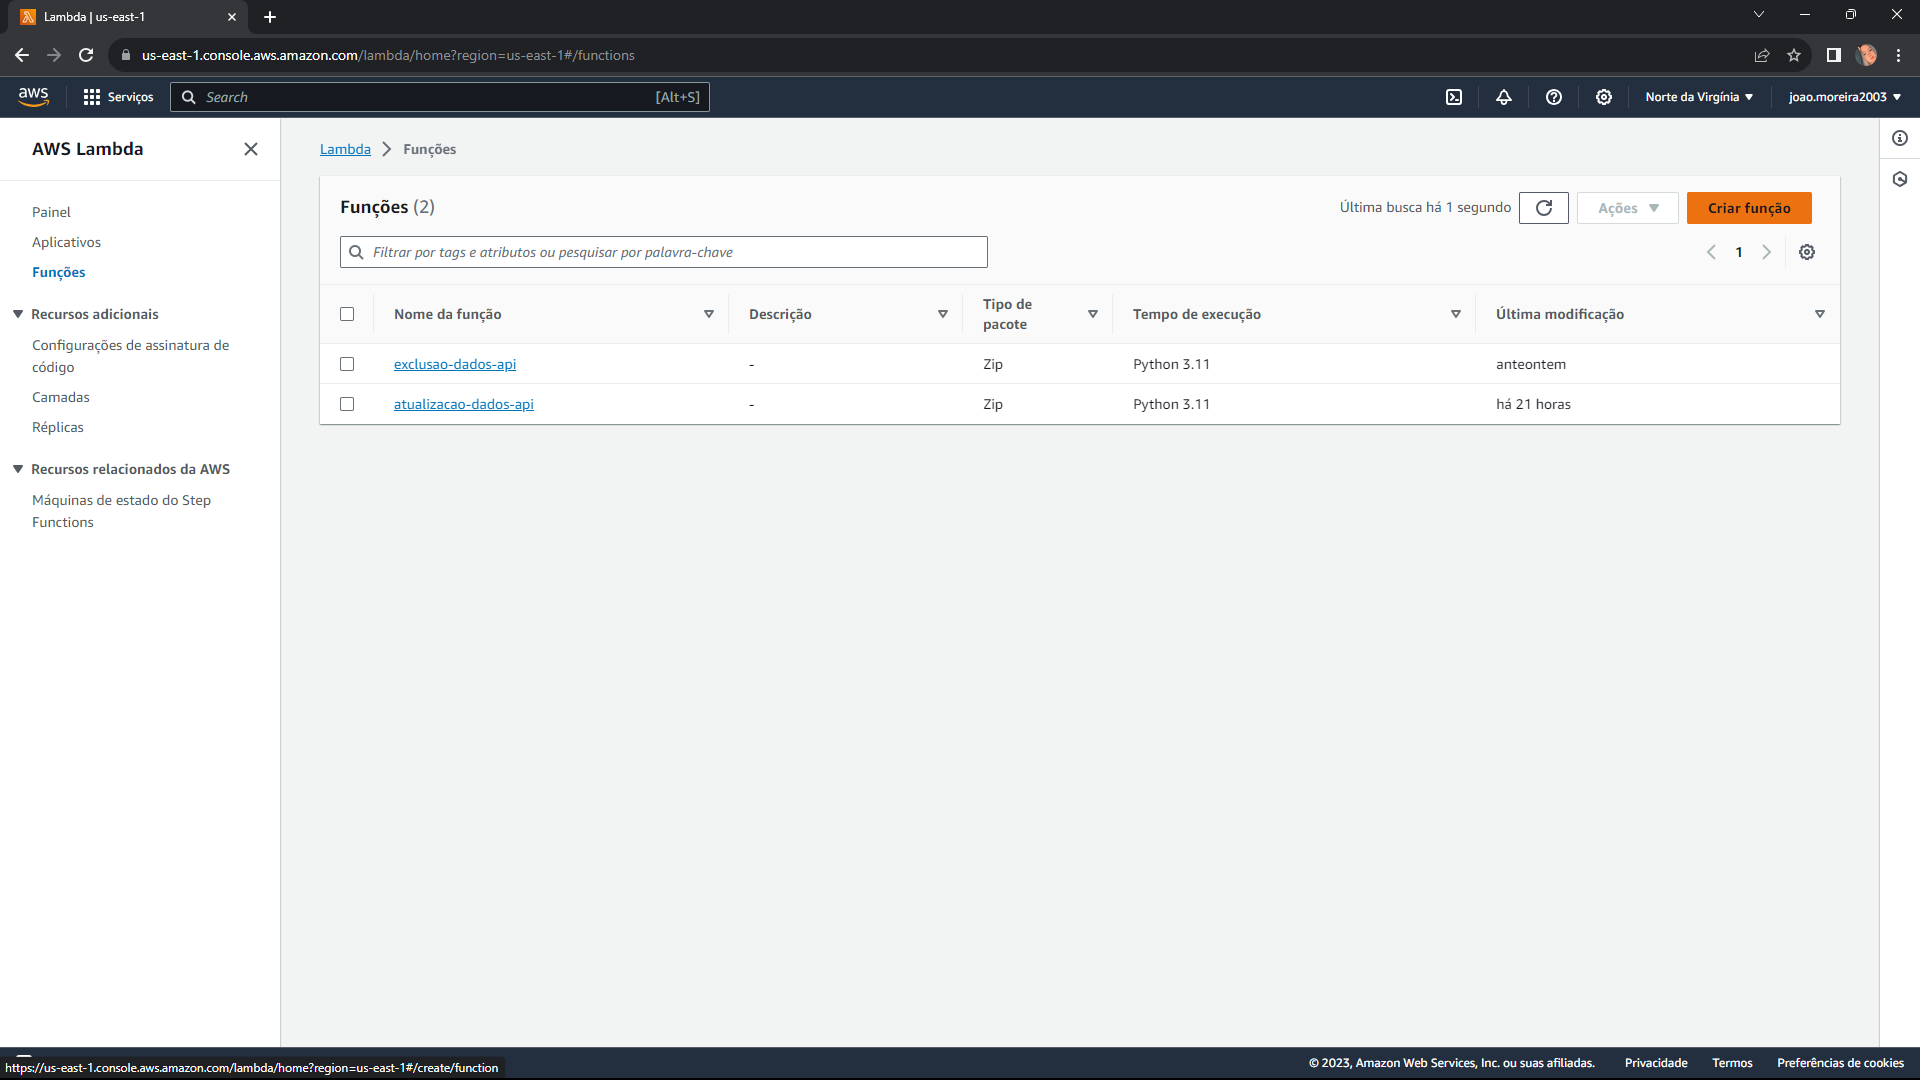 Lambda | us-east-1
us-east-1.console.aws.amazon.com/lambda/home?region=us-east-1#/functions
aws
Serviços
Search
[Alt+S]
Norte da Virgínia
joao.moreira2003
AWS Lambda
Painel
Aplicativos
Funções
Recursos adicionais
Configurações de assinatura de
código
Camadas
Réplicas
Recursos relacionados da AWS
Máquinas de estado do Step
Functions
Lambda
Funções
Funções (2)
Última busca há 1 segundo
Ações
Criar função
Filtrar por tags e atributos ou pesquisar por palavra-chave
1
Nome da função
Descrição
Tipo de
pacote
Tempo de execução
Última modificação
exclusao-dados-api
-
Zip
Python 3.11
anteontem
atualizacao-dados-api
-
Zip
Python 3.11
há 21 horas
https://us-east-1.console.aws.amazon.com/lambda/home?region=us-east-1#/create/function
© 2023, Amazon Web Services, Inc. ou suas afiliadas.
Privacidade
Termos
Preferências de cookies